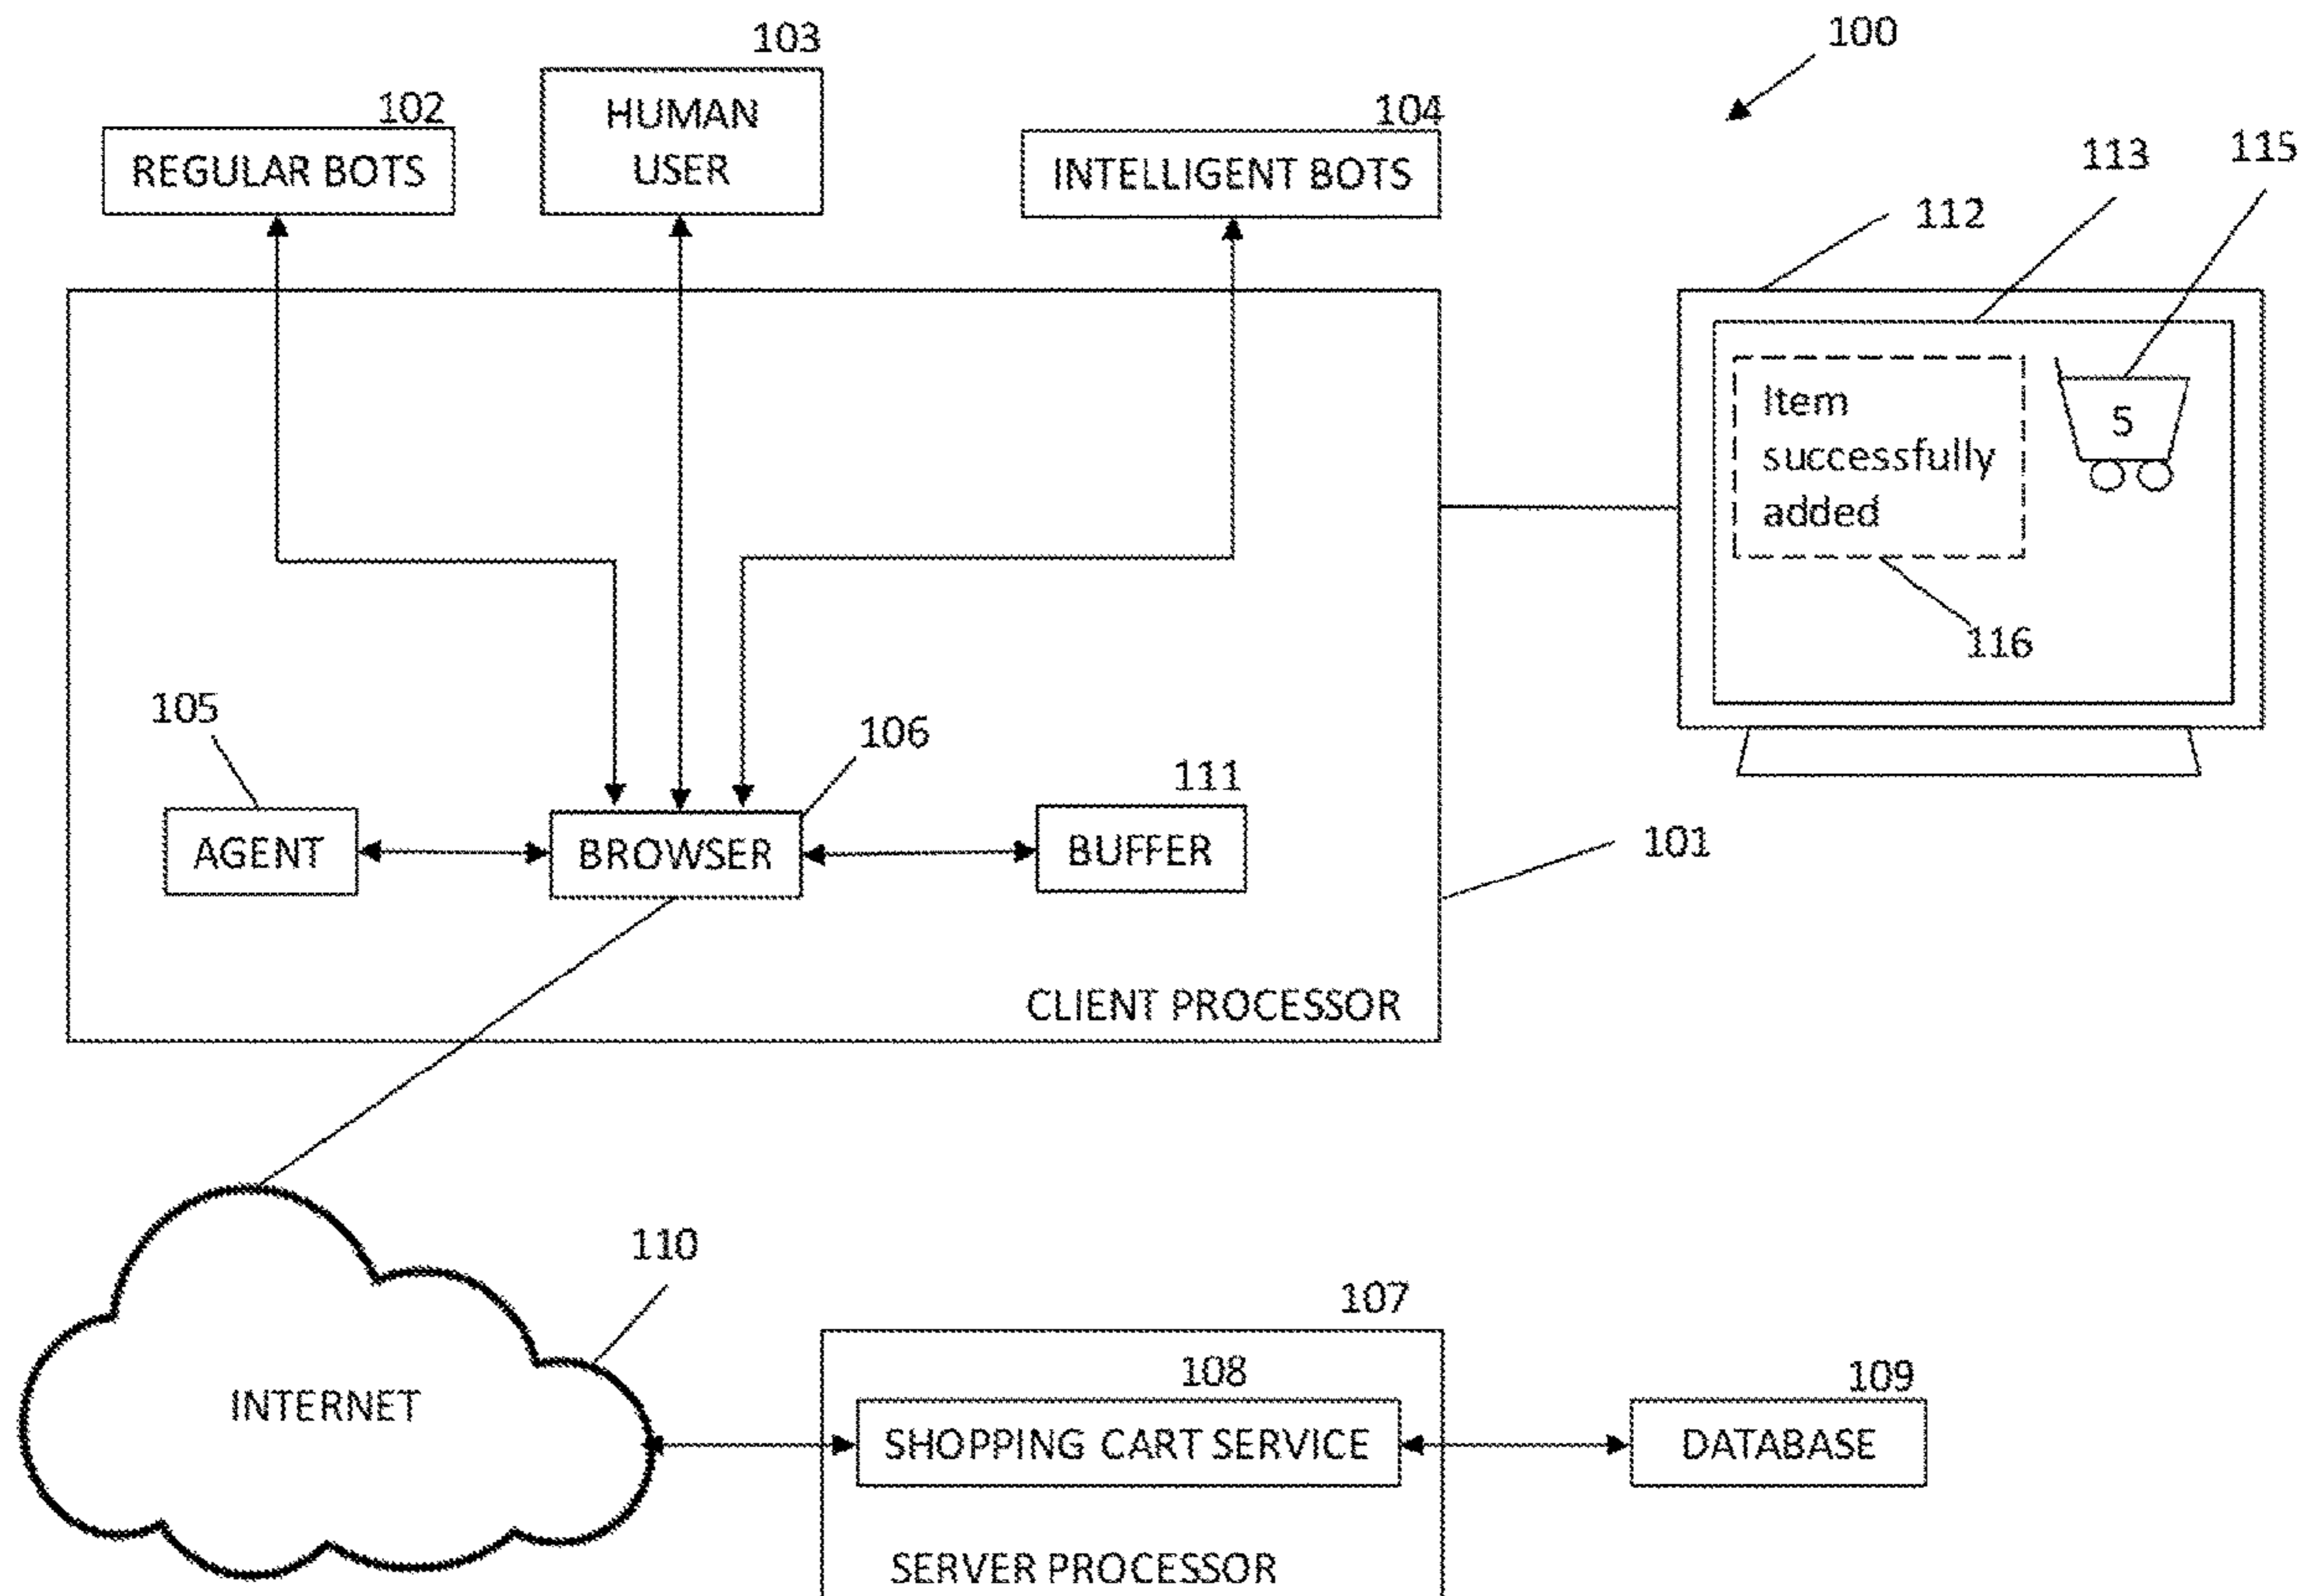 100
103
HUMAN
USER
102
REGULAR BOTS
104
INTELLIGENT BOTS
113
115
112
Item
successfully
added
5
116
105
106
111
AGENT
BROWSER
BUFFER
101
CLIENT PROCESSOR
110
107
INTERNET
108
SHOPPING CART SERVICE
109
DATABASE
SERVER PROCESSOR